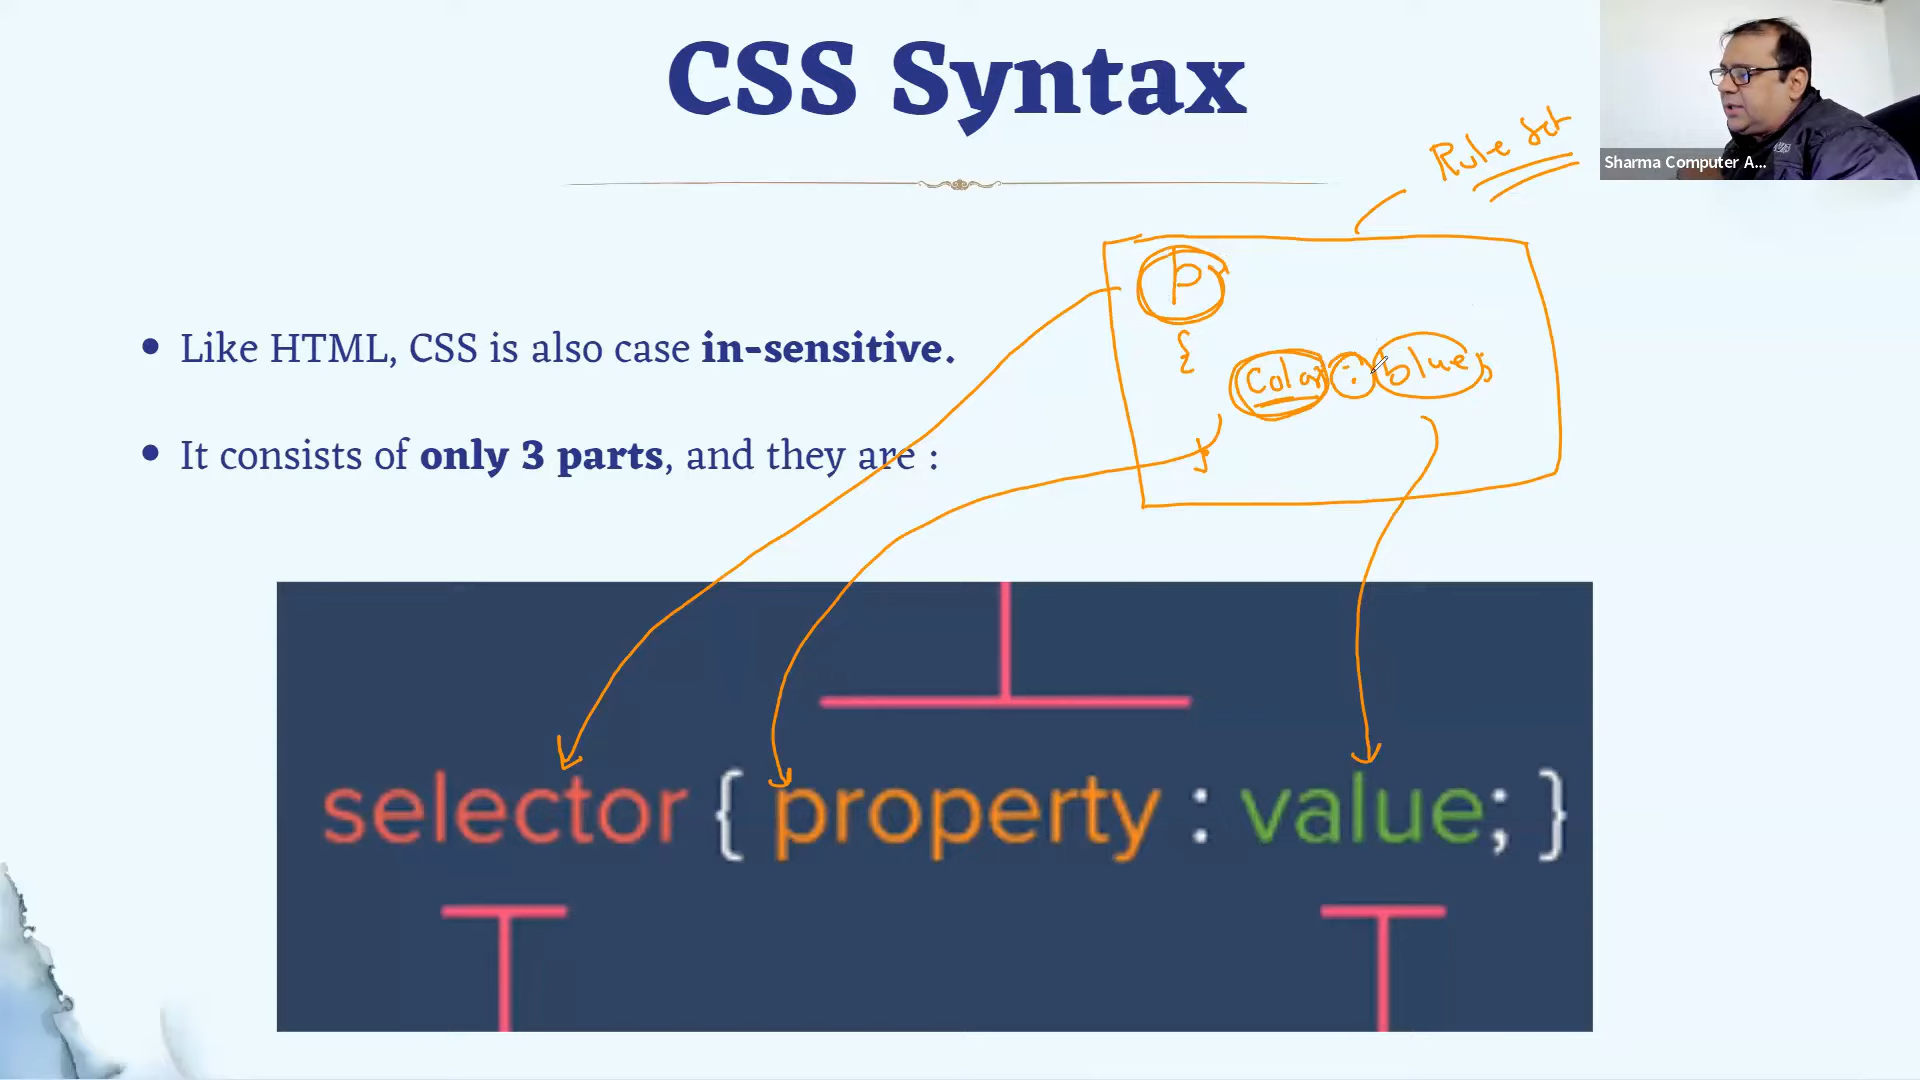 CSS Syntax
Sharma Computer A...
Rule Set
p
{
Color : blue;
}
• Like HTML, CSS is also case in-sensitive.
• It consists of only 3 parts, and they are :
selector { property : value; }